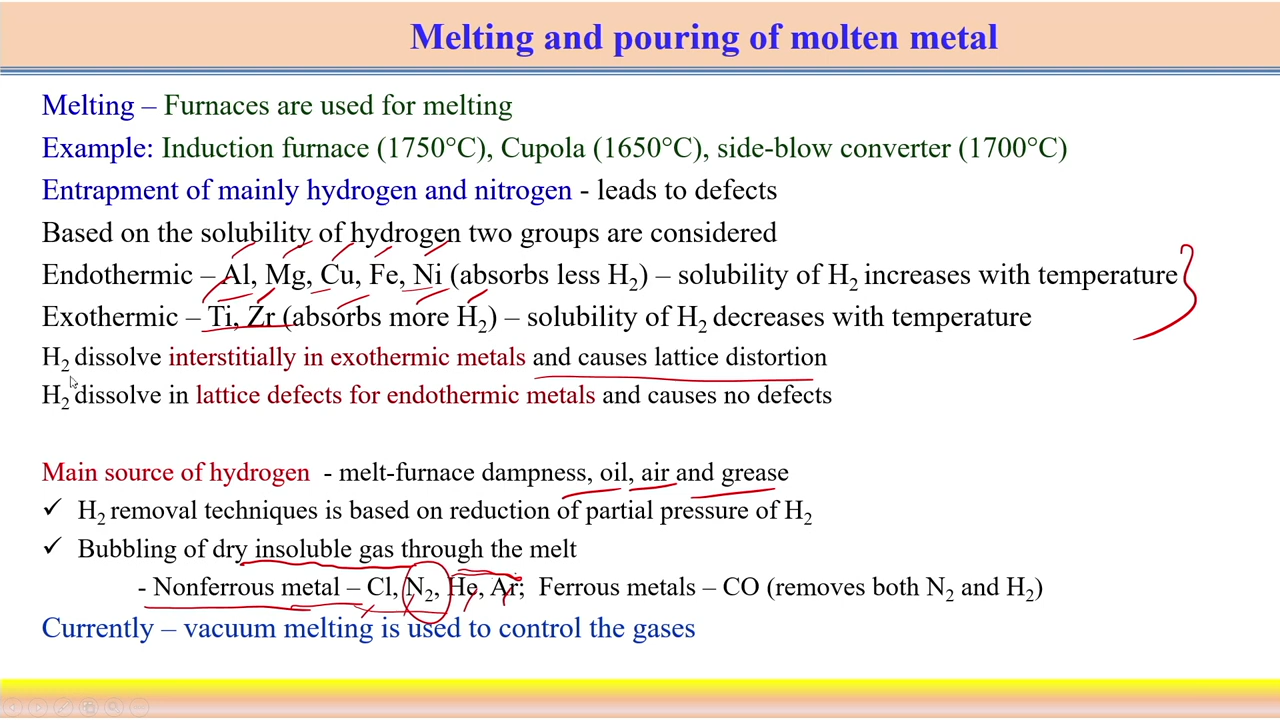 Melting and pouring of molten metal
Melting – Furnaces are used for melting
Example: Induction furnace (1750°C), Cupola (1650°C), side-blow converter (1700°C)
Entrapment of mainly hydrogen and nitrogen - leads to defects
Based on the solubility of hydrogen two groups are considered
Endothermic – Al, Mg, Cu, Fe, Ni (absorbs less H₂) – solubility of H₂ increases with temperature
Exothermic – Ti, Zr (absorbs more H₂) – solubility of H₂ decreases with temperature
H₂ dissolve interstitially in exothermic metals and causes lattice distortion
H₂ dissolve in lattice defects for endothermic metals and causes no defects
Main source of hydrogen - melt-furnace dampness, oil, air and grease
✓ H₂ removal techniques is based on reduction of partial pressure of H₂
✓ Bubbling of dry insoluble gas through the melt
- Nonferrous metal – Cl, N₂, He, Ar; Ferrous metals – CO (removes both N₂ and H₂)
Currently – vacuum melting is used to control the gases